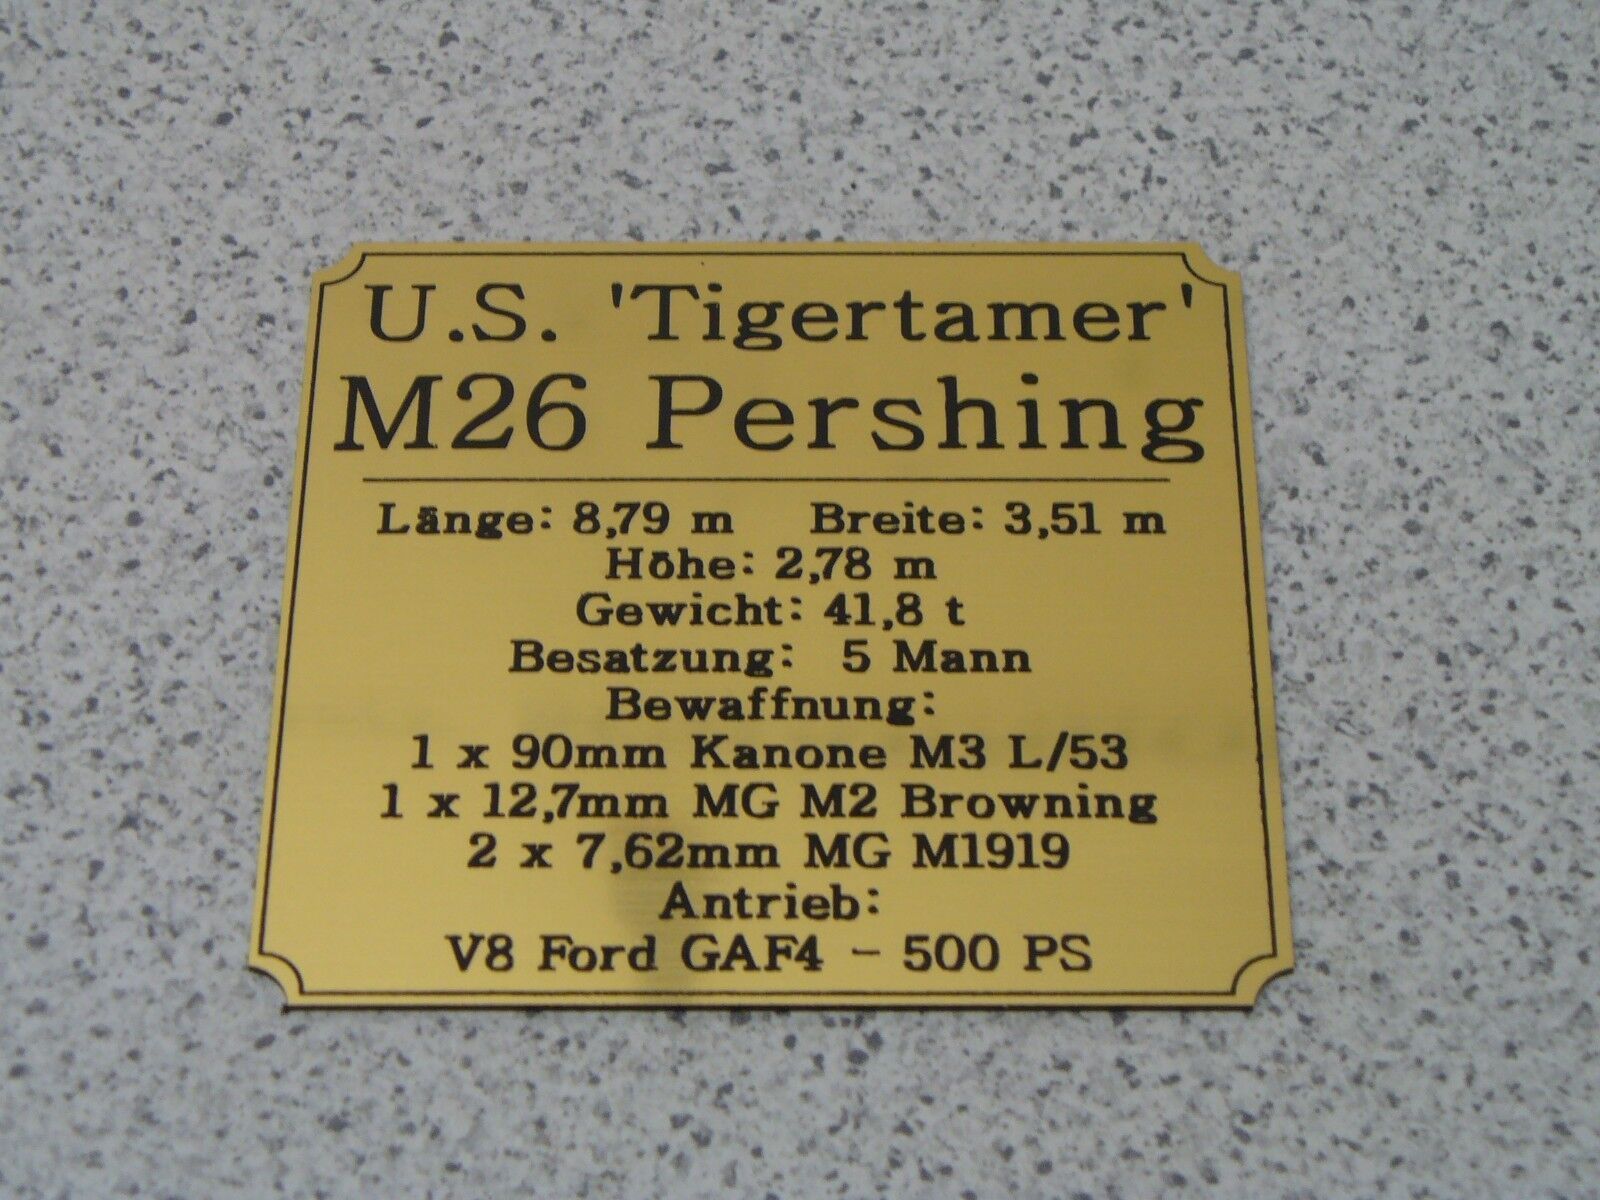 U.S. 'Tigertamer'
M26 Pershing
Länge: 8,79 m Breite: 3,51 m
Höhe: 2,78 m
Gewicht: 41,8 t
Besatzung: 5 Mann
Bewaffnung:
1 x 90mm Kanone M3 L/53
1 x 12,7mm MG M2 Browning
2 x 7,62mm MG M1919
Antrieb:
V8 Ford GAF4 - 500 PS